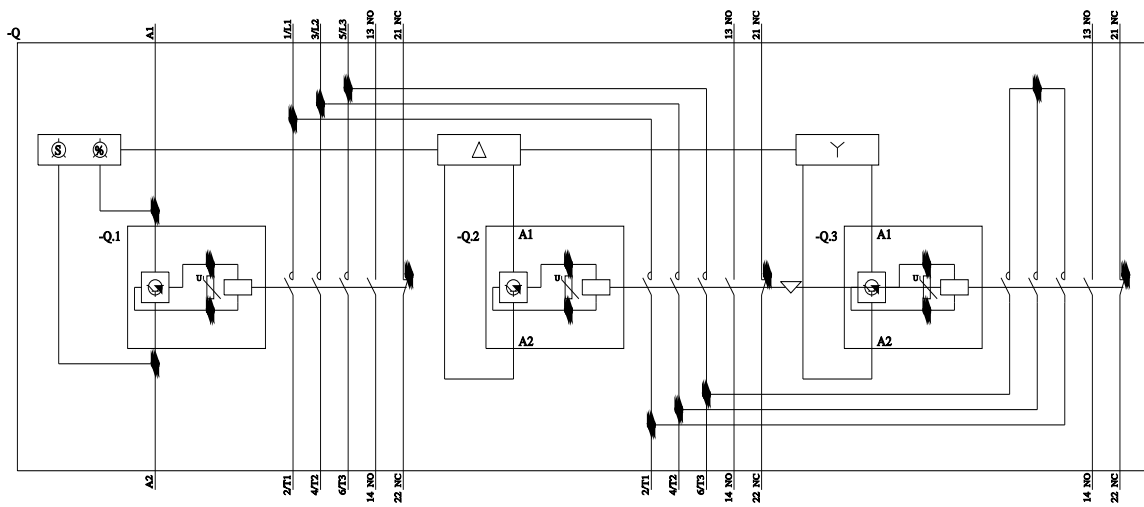 -Q
A1
1/L1
3/L2
5/L3
13 NO
21 NC
13 NO
21 NC
13 NO
21 NC
S
%
-Q.1
U
-Q.2
A1
U
A2
-Q.3
A1
U
A2
A2
2/T1
4/T2
6/T3
14 NO
22 NC
2/T1
4/T2
6/T3
14 NO
22 NC
14 NO
22 NC